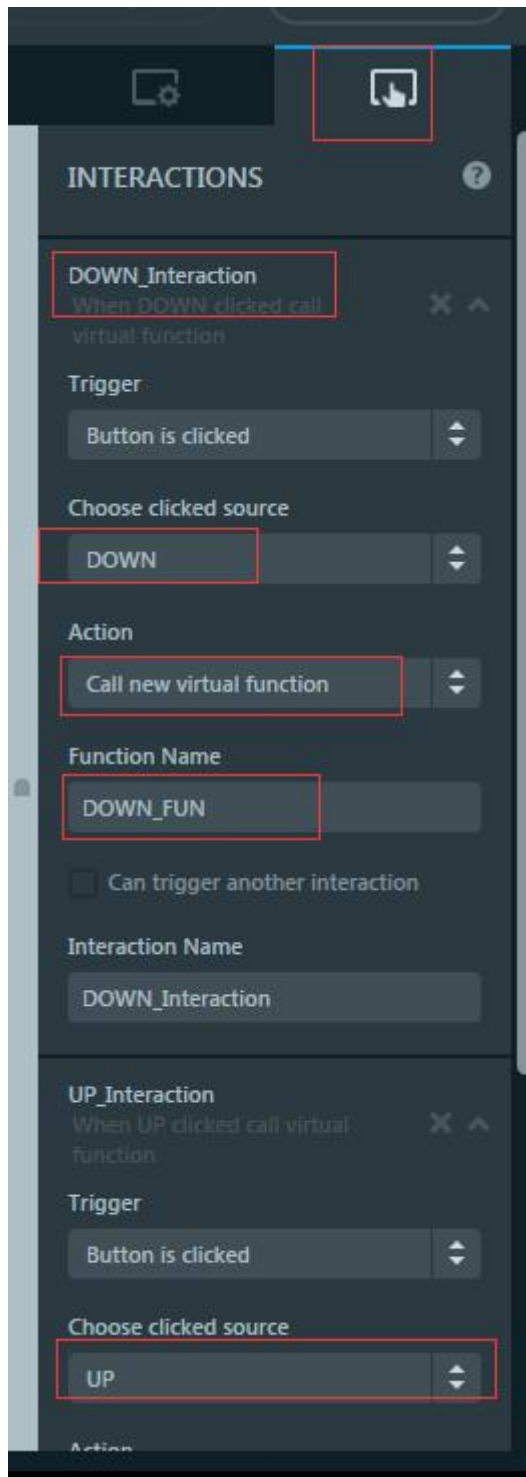 INTERACTIONS
?
DOWN_Interaction
When DOWN clicked call
virtual function
Trigger
Button is clicked
Choose clicked source
DOWN
Action
Call new virtual function
Function Name
DOWN_FUN
Can trigger another interaction
Interaction Name
DOWN_Interaction
UP_Interaction
When UP clicked call virtual
function
Trigger
Button is clicked
Choose clicked source
UP
Action